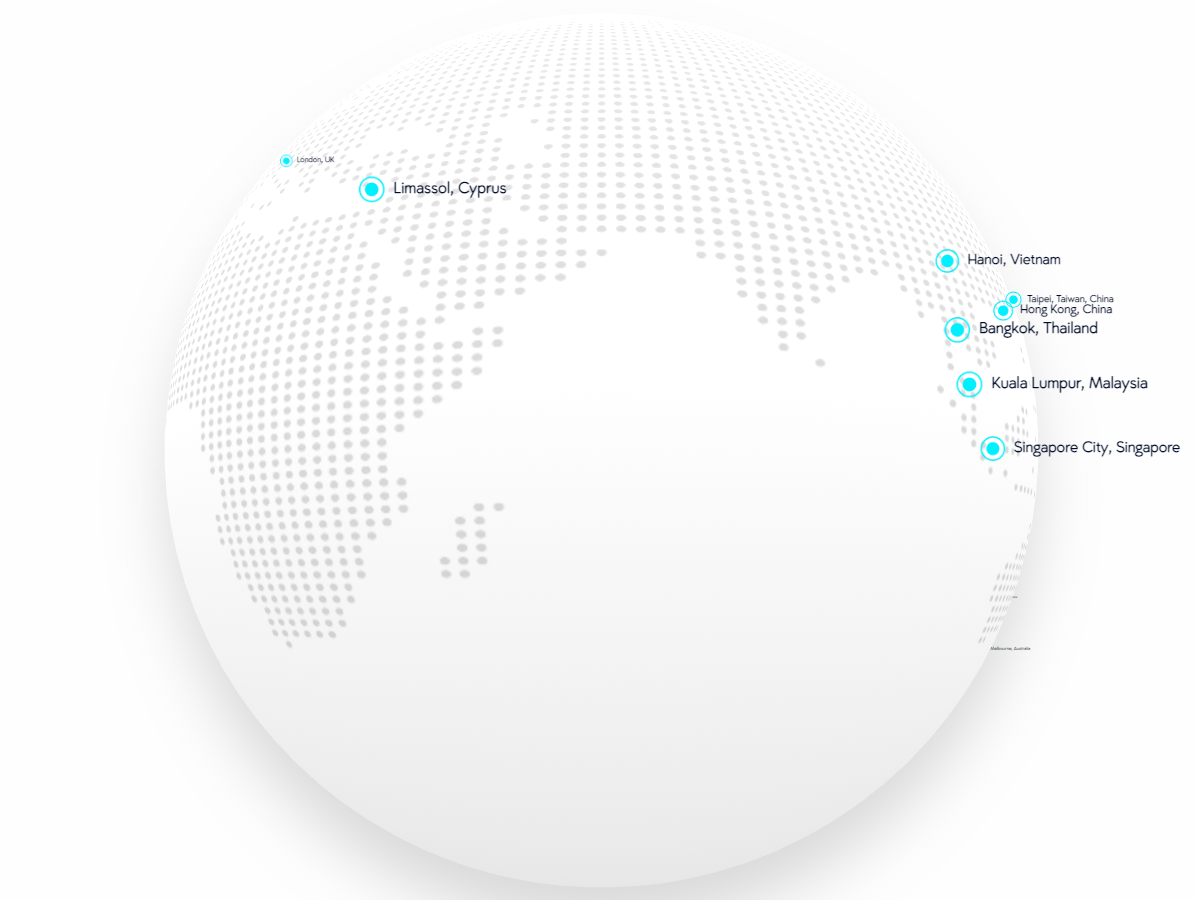 London, UK
Limassol, Cyprus
Hanoi, Vietnam
Taipei, Taiwan, China
Hong Kong, China
Bangkok, Thailand
Kuala Lumpur, Malaysia
Singapore City, Singapore
Melbourne, Australia